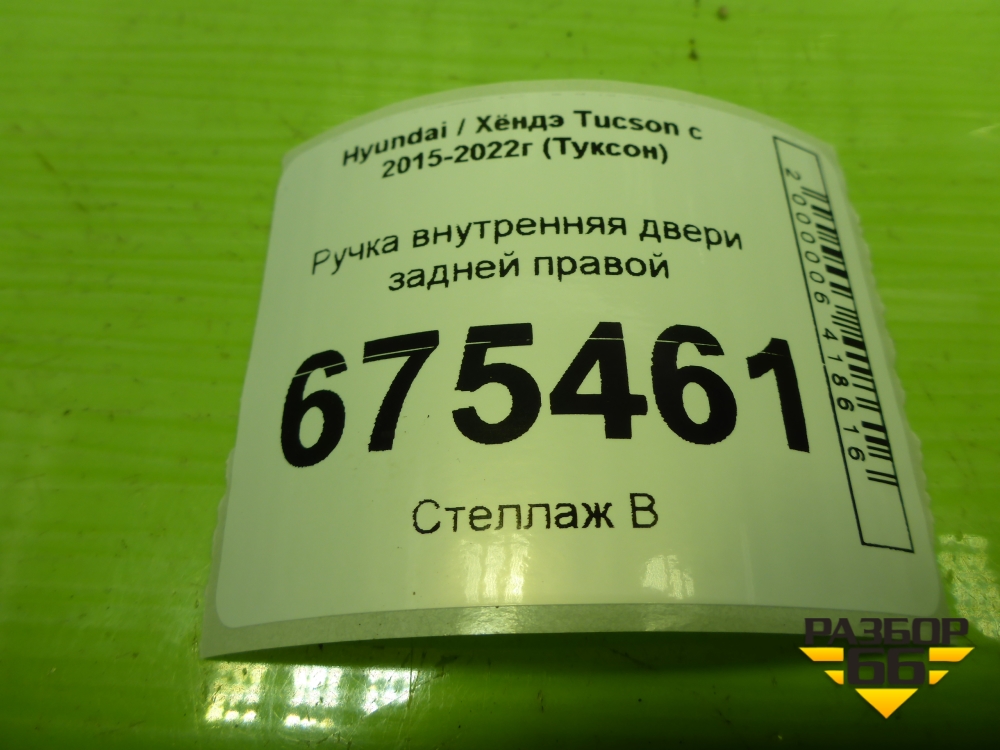 Hyundai / Хёндэ Tucson с
2015-2022г (Туксон)
Ручка внутренняя двери
задней правой
675461
Стеллаж В
2000006418616
РАЗБОР
66